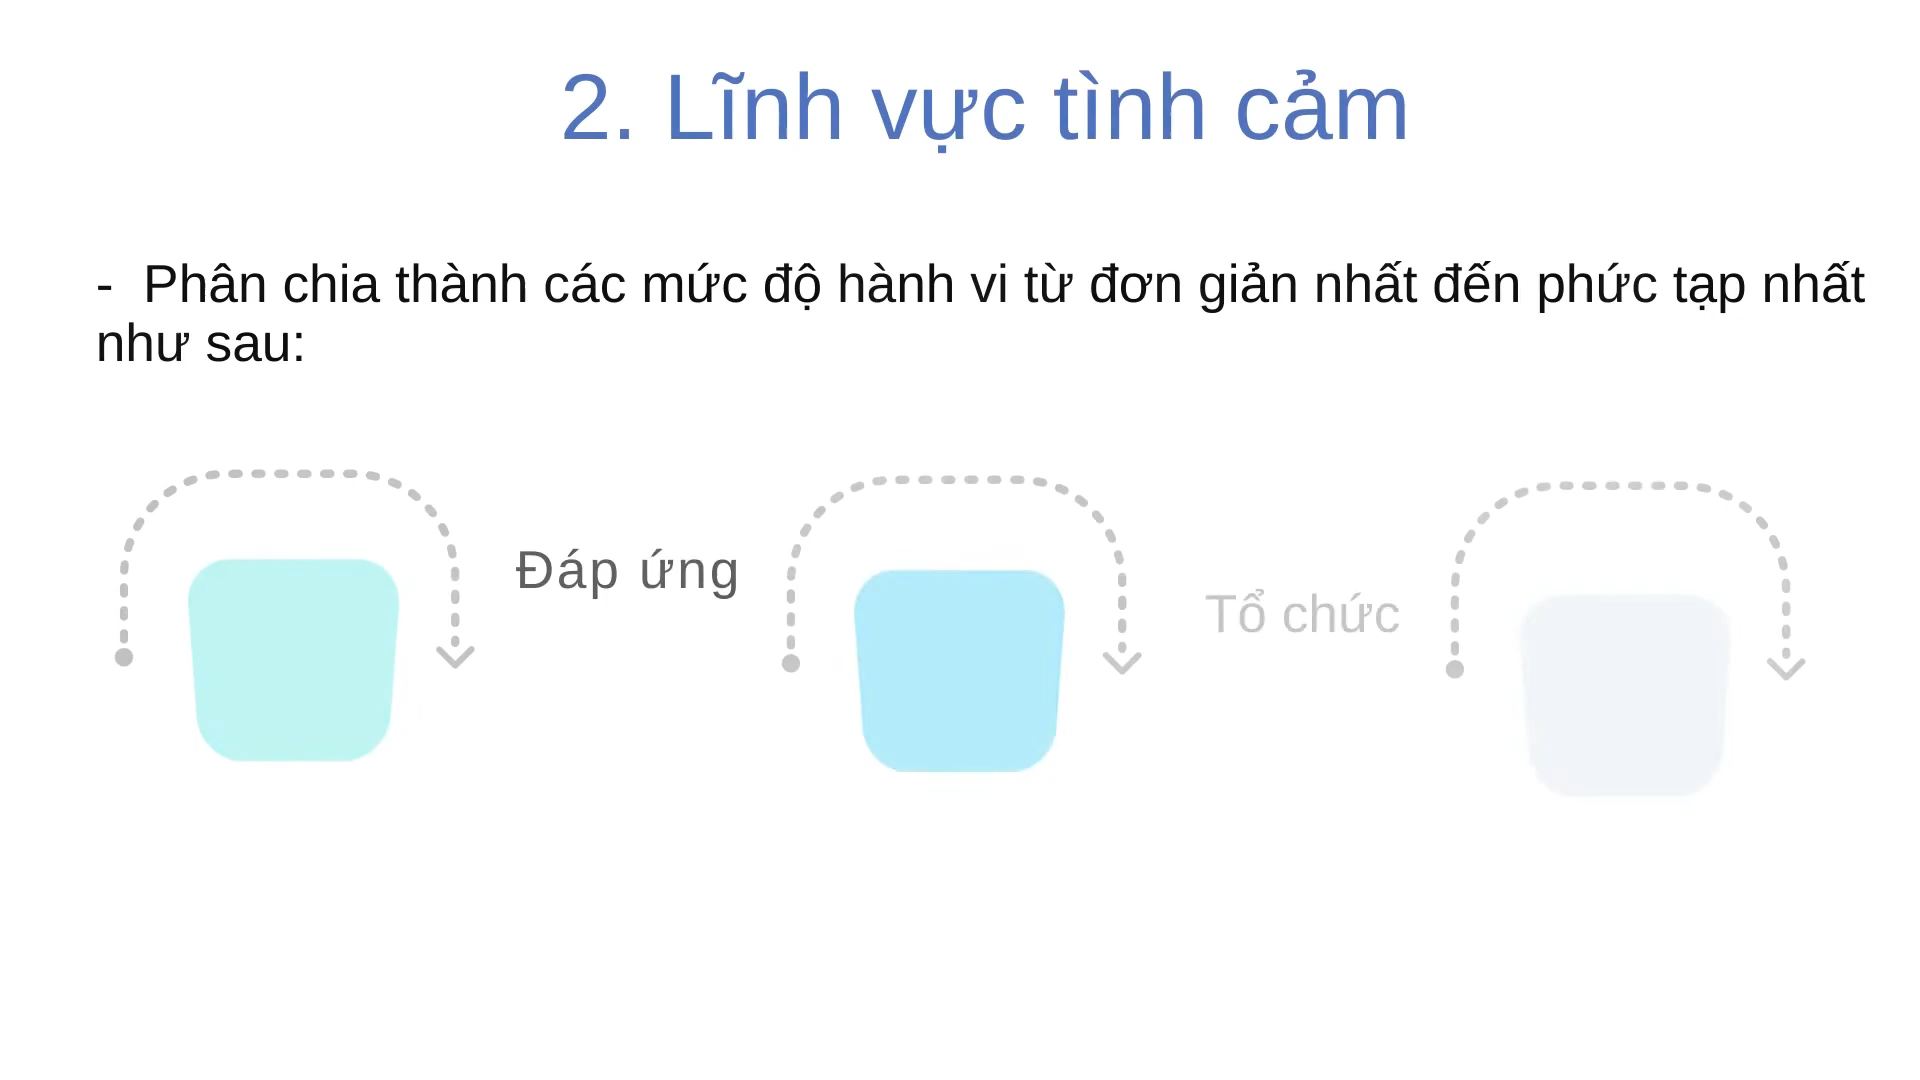 2. Lĩnh vực tình cảm
- Phân chia thành các mức độ hành vi từ đơn giản nhất đến phức tạp nhất
như sau:
Đáp ứng
Tổ chức